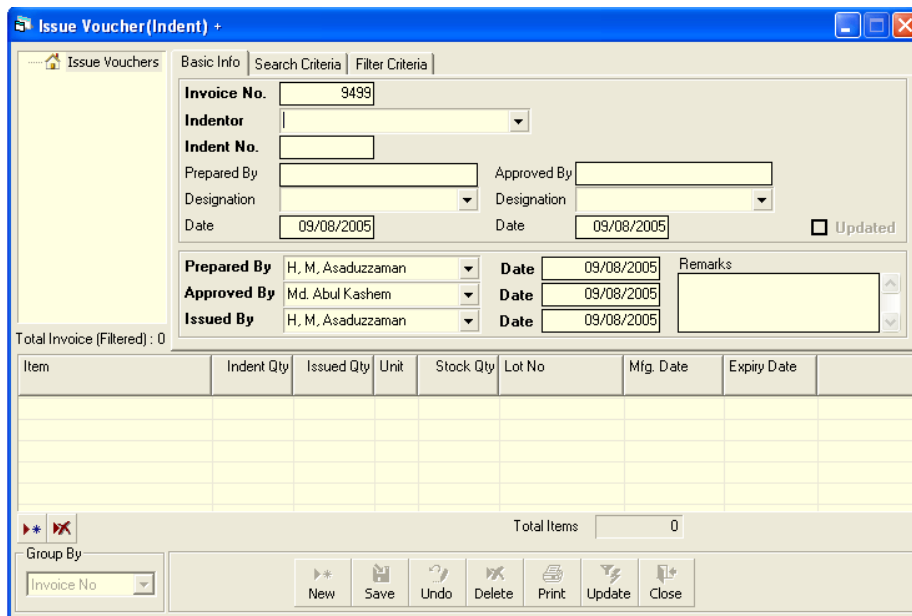 Issue Voucher(Indent) +
Issue Vouchers
Basic Info Search Criteria Filter Criteria
Invoice No. 9499
Indentor
Indent No.
Prepared By Approved By
Designation Designation
Date 09/08/2005 Date 09/08/2005 Updated
Prepared By H, M, Asaduzzaman Date 09/08/2005 Remarks
Approved By Md. Abul Kashem Date 09/08/2005
Issued By H, M, Asaduzzaman Date 09/08/2005
Total Invoice (Filtered) : 0
Item Indent Qty Issued Qty Unit Stock Qty Lot No Mfg. Date Expiry Date
Total Items 0
Group By
Invoice No
New Save Undo Delete Print Update Close